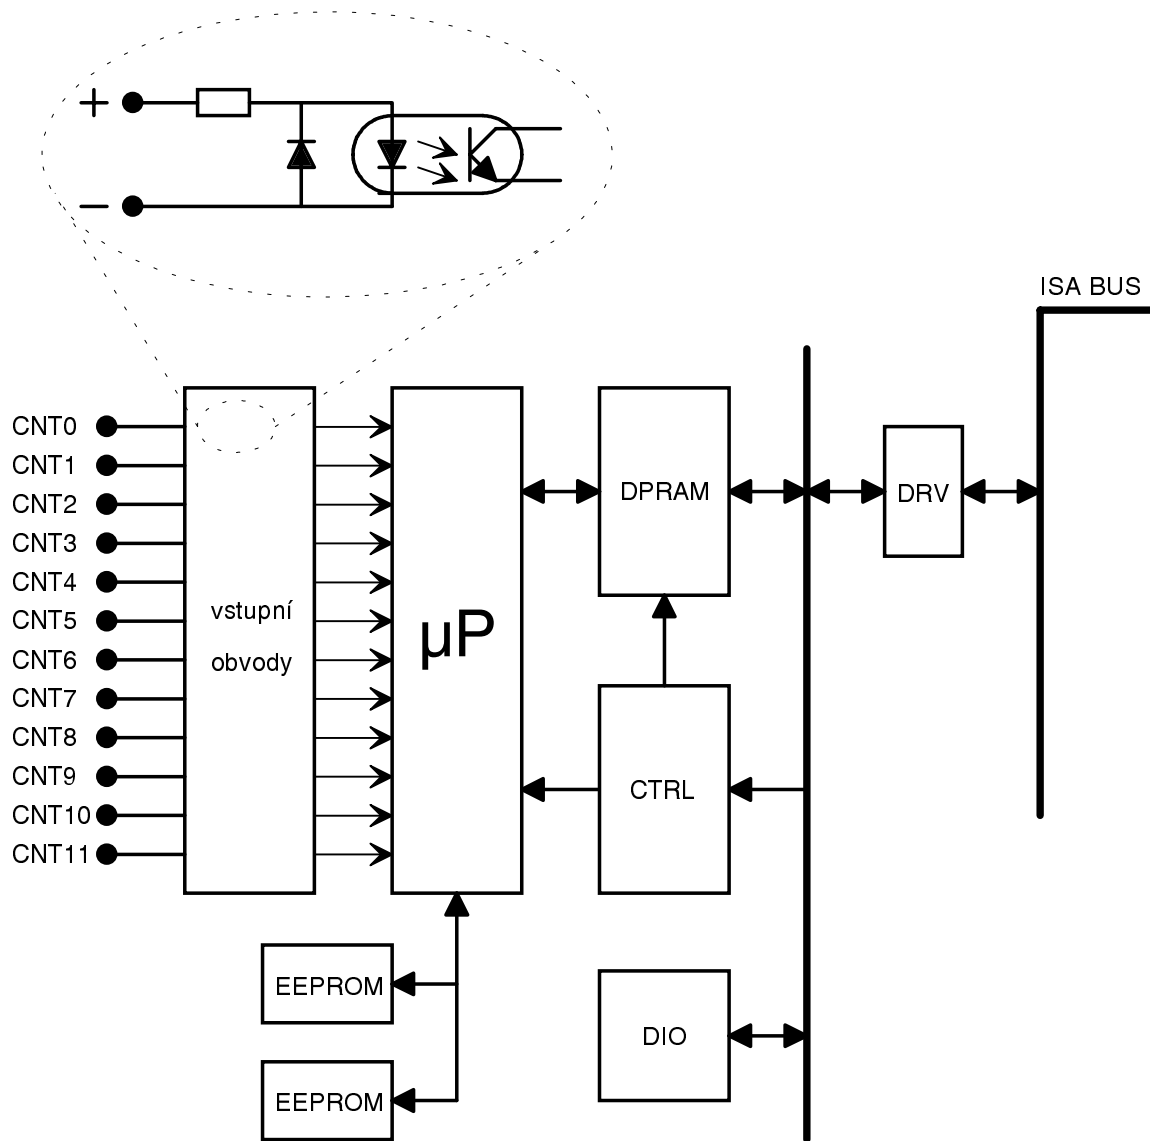 +
−
ISA BUS
CNT0
CNT1
CNT2
CNT3
CNT4
CNT5
CNT6
CNT7
CNT8
CNT9
CNT10
CNT11
vstupní
obvody
µP
DPRAM
DRV
CTRL
EEPROM
EEPROM
DIO